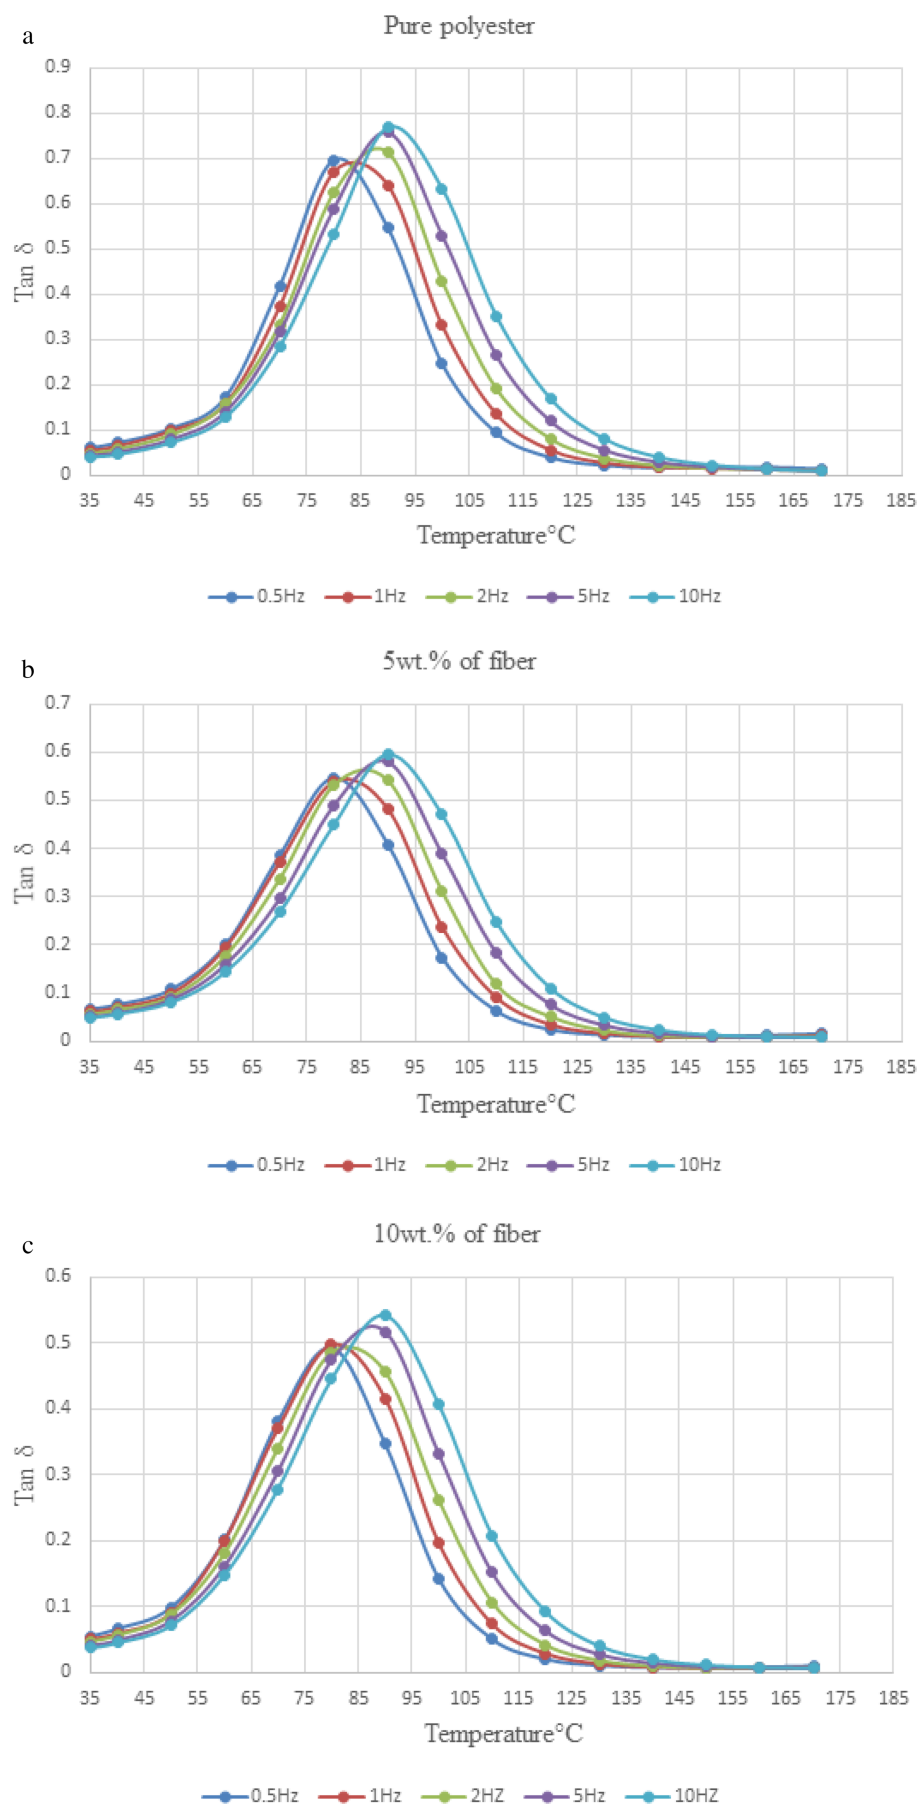 a
Pure polyester
0.9
0.8
0.7
0.6
0.5
0.4
0.3
0.2
0.1
0
Tan δ
35 45 55 65 75 85 95 105 115 125 135 145 155 165 175 185
Temperature°C
0.5Hz 1Hz 2Hz 5Hz 10Hz
b
5wt.% of fiber
0.7
0.6
0.5
0.4
0.3
0.2
0.1
0
Tan δ
35 45 55 65 75 85 95 105 115 125 135 145 155 165 175 185
Temperature°C
0.5Hz 1Hz 2Hz 5Hz 10Hz
c
10wt.% of fiber
0.6
0.5
0.4
0.3
0.2
0.1
0
Tan δ
35 45 55 65 75 85 95 105 115 125 135 145 155 165 175 185
Temperature°C
0.5Hz 1Hz 2HZ 5Hz 10HZ